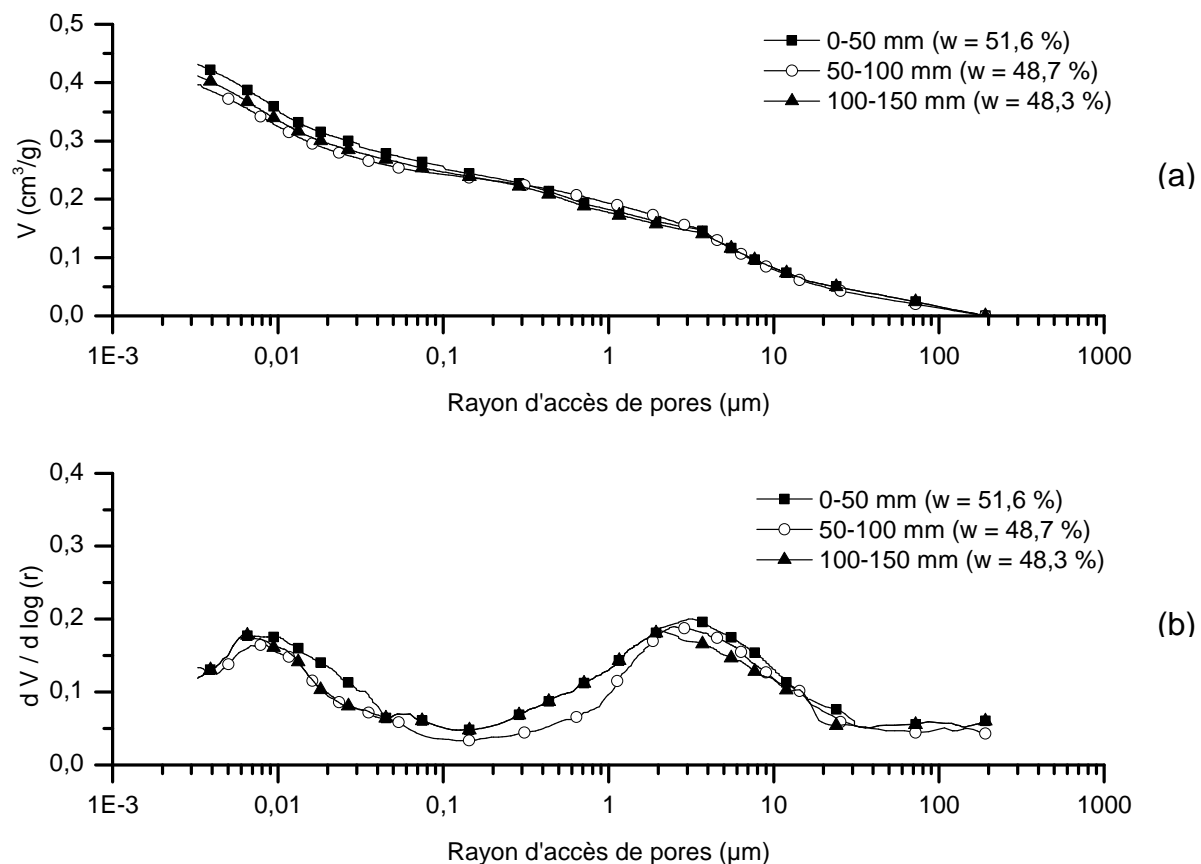 0,5
0,4
0,3
0,2
0,1
0,0
V (cm³/g)
0-50 mm (w = 51,6 %)
50-100 mm (w = 48,7 %)
100-150 mm (w = 48,3 %)
(a)
1E-3 0,01 0,1 1 10 100 1000
Rayon d'accès de pores (µm)
0,4
0,3
0,2
0,1
0,0
d V / d log (r)
0-50 mm (w = 51,6 %)
50-100 mm (w = 48,7 %)
100-150 mm (w = 48,3 %)
(b)
1E-3 0,01 0,1 1 10 100 1000
Rayon d'accès de pores (µm)